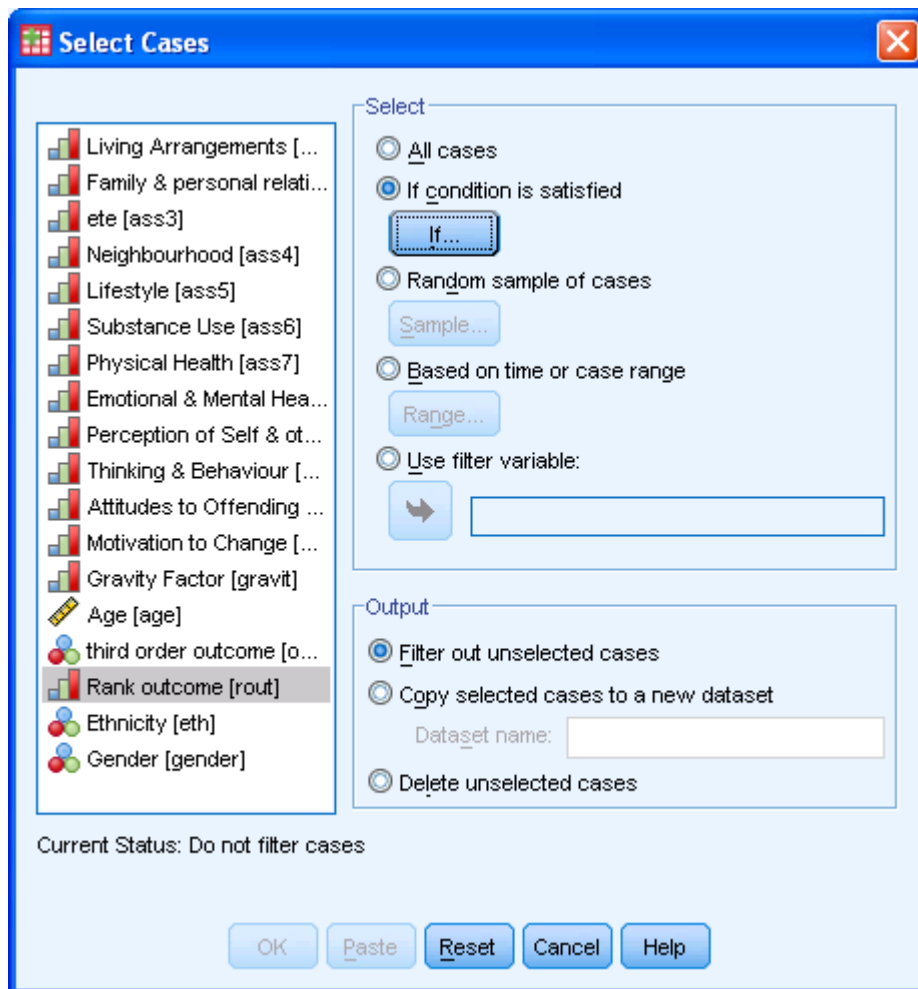 Select Cases
Living Arrangements [...
Family & personal relati...
ete [ass3]
Neighbourhood [ass4]
Lifestyle [ass5]
Substance Use [ass6]
Physical Health [ass7]
Emotional & Mental Hea...
Perception of Self & ot...
Thinking & Behaviour [...
Attitudes to Offending ...
Motivation to Change [...
Gravity Factor [gravit]
Age [age]
third order outcome [o...
Rank outcome [rout]
Ethnicity [eth]
Gender [gender]
Select
All cases
If condition is satisfied
If...
Random sample of cases
Sample...
Based on time or case range
Range...
Use filter variable:
Output
Filter out unselected cases
Copy selected cases to a new dataset
Dataset name:
Delete unselected cases
Current Status: Do not filter cases
OK Paste Reset Cancel Help